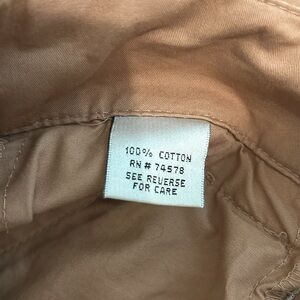 100% COTTON
RN # 74578
SEE REVERSE
FOR CARE